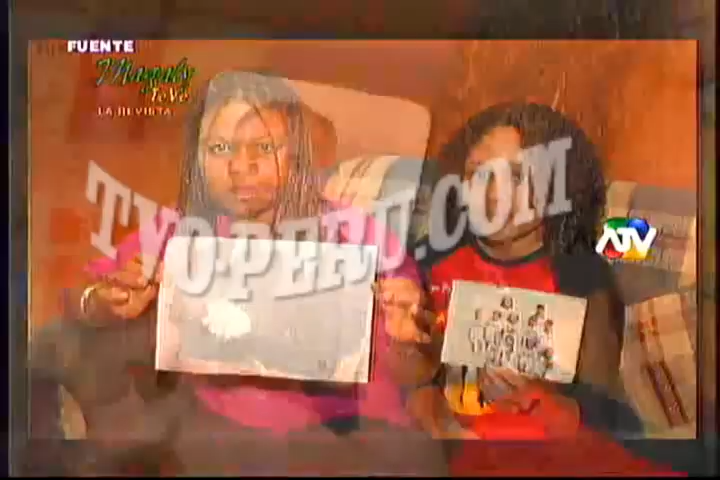 FUENTE
Magaly
TeVe
LA REVISTA
TVO-PERU.COM
ATV